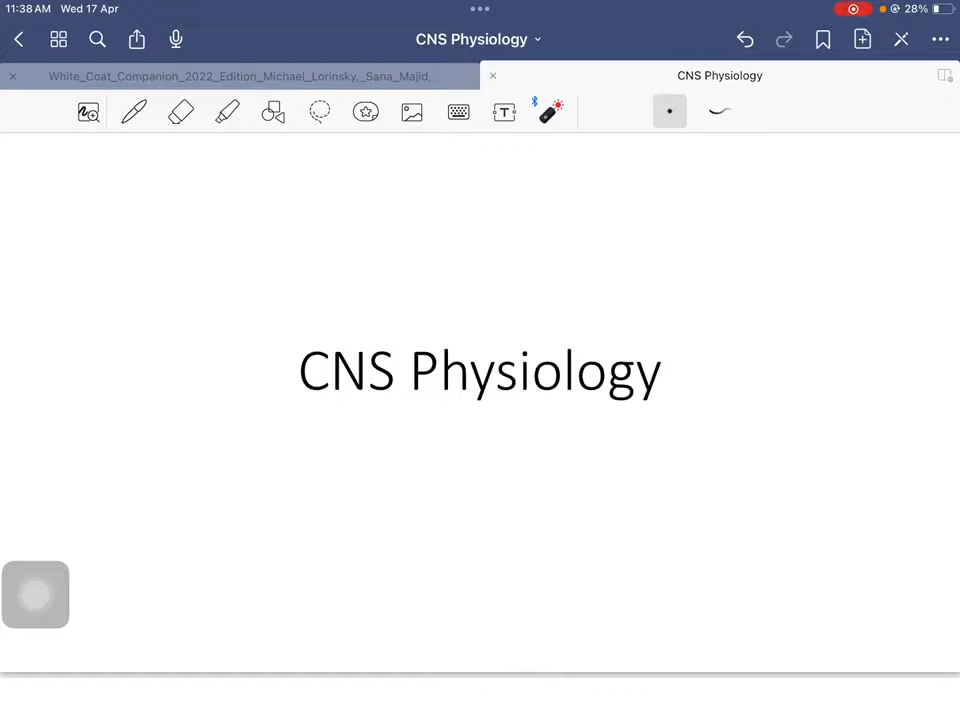 11:38 AM Wed 17 Apr
28%
CNS Physiology
White_Coat_Companion_2022_Edition_Michael_Lorinsky,_Sana_Majid,
CNS Physiology
T
CNS Physiology